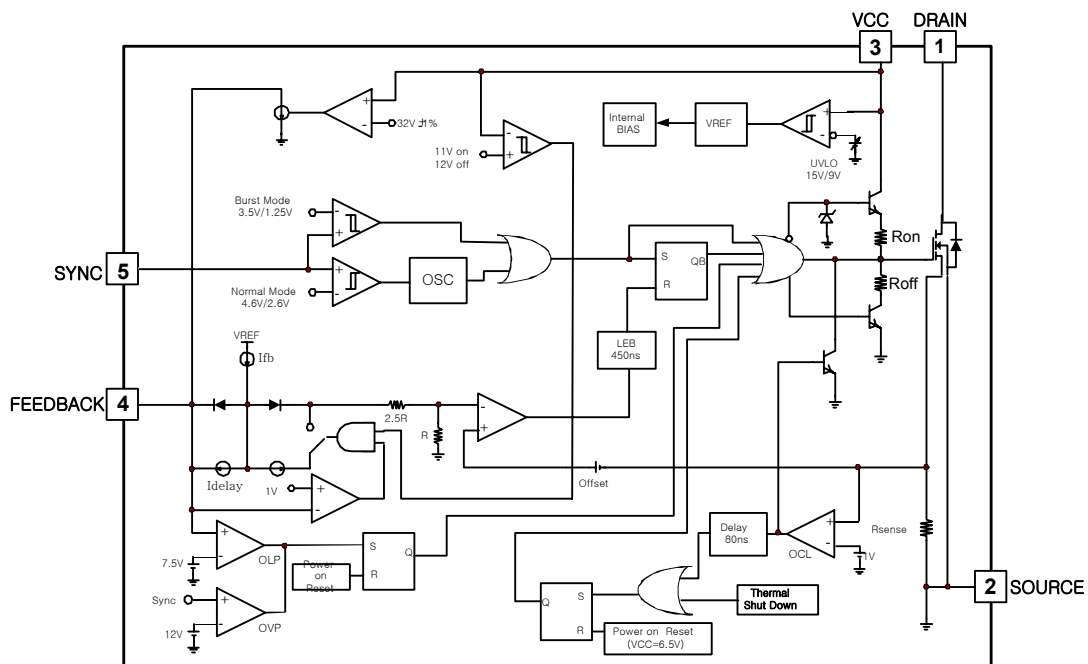 VCC DRAIN
3 1
+
-
32V ±1%
Internal
BIAS
VREF
+
-
-
+
11V on
12V off
UVLO
15V/9V
Burst Mode
3.5V/1.25V
-
+
Ron
SYNC 5
+
-
OSC
S QB
R
Roff
Normal Mode
4.6V/2.6V
VREF
Ifb
LEB
450ns
FEEDBACK 4
2.5R
R
-
+
Idelay
1V
+
-
Offset
+
-
OLP
7.5V
S Q
R
Power
on
Reset
Delay
80ns
+
-
OCL
1V
Rsense
2 SOURCE
Sync
+
-
OVP
12V
Q S
R
Thermal
Shut Down
Power on Reset
(VCC=6.5V)